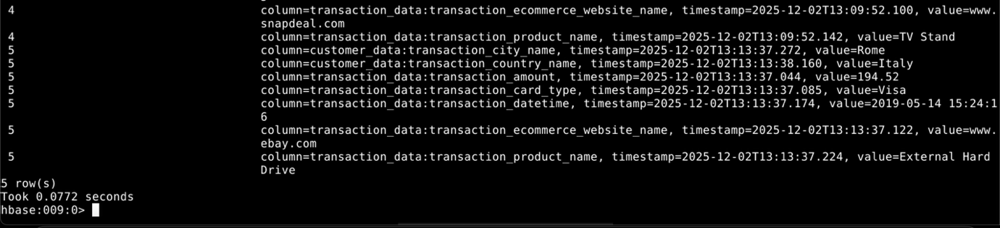 4 column=transaction_data:transaction_ecommerce_website_name, timestamp=2025-12-02T13:09:52.100, value=www.
snapdeal.com
4 column=transaction_data:transaction_product_name, timestamp=2025-12-02T13:09:52.142, value=TV Stand
5 column=customer_data:transaction_city_name, timestamp=2025-12-02T13:13:37.272, value=Rome
5 column=customer_data:transaction_country_name, timestamp=2025-12-02T13:13:38.160, value=Italy
5 column=transaction_data:transaction_amount, timestamp=2025-12-02T13:13:37.044, value=194.52
5 column=transaction_data:transaction_card_type, timestamp=2025-12-02T13:13:37.085, value=Visa
5 column=transaction_data:transaction_datetime, timestamp=2025-12-02T13:13:37.174, value=2019-05-14 15:24:1
6
5 column=transaction_data:transaction_ecommerce_website_name, timestamp=2025-12-02T13:13:37.122, value=www.
ebay.com
5 column=transaction_data:transaction_product_name, timestamp=2025-12-02T13:13:37.224, value=External Hard
Drive
5 row(s)
Took 0.0772 seconds
hbase:009:0>